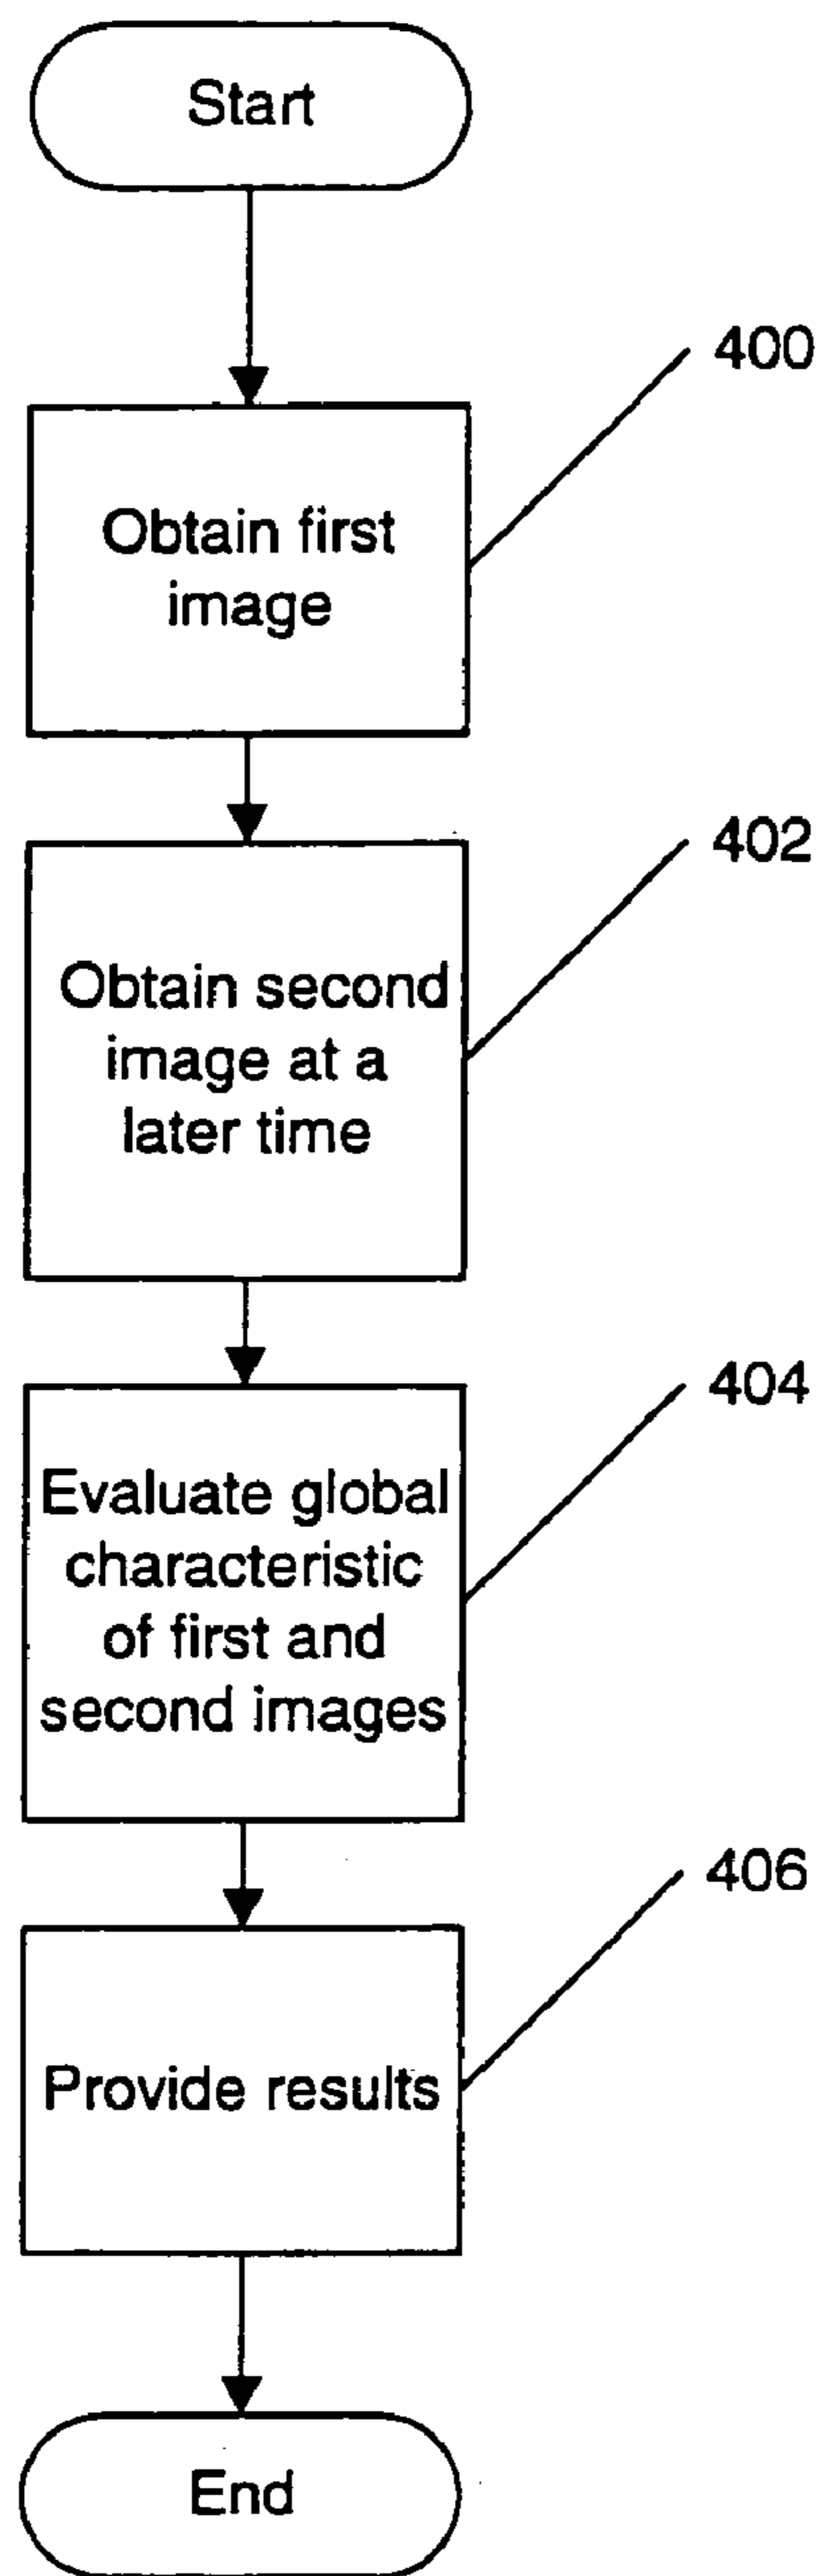 Start
400
Obtain first
image
402
Obtain second
image at a
later time
404
Evaluate global
characteristic
of first and
second images
406
Provide results
End